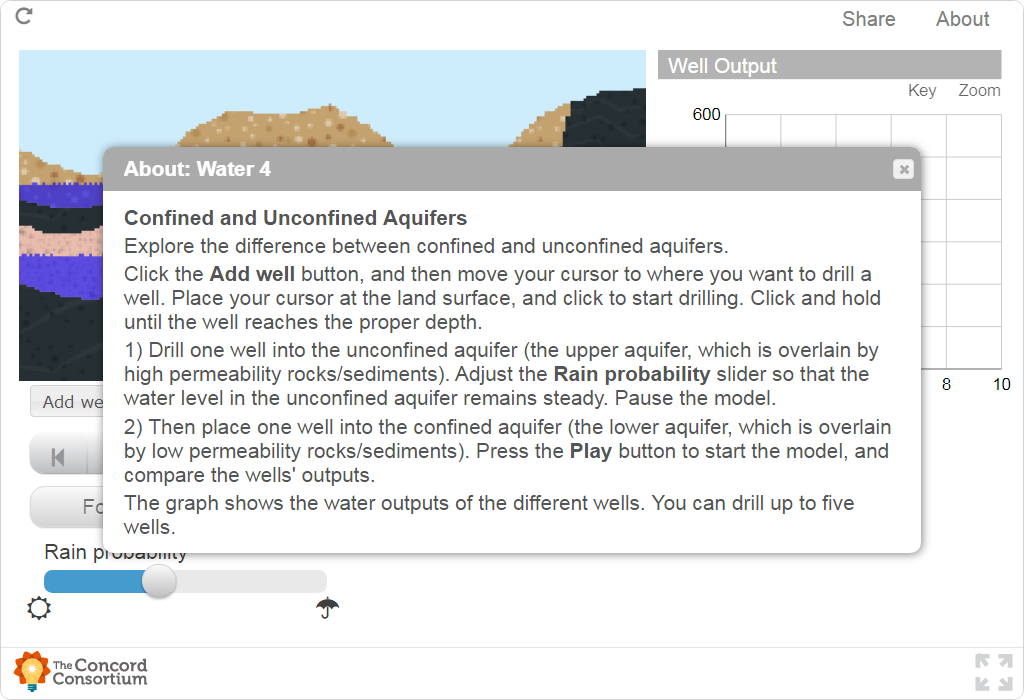 Share About
Well Output
Key Zoom
600
About: Water 4
Confined and Unconfined Aquifers
Explore the difference between confined and unconfined aquifers.
Click the Add well button, and then move your cursor to where you want to drill a
well. Place your cursor at the land surface, and click to start drilling. Click and hold
until the well reaches the proper depth.
1) Drill one well into the unconfined aquifer (the upper aquifer, which is overlain by
high permeability rocks/sediments). Adjust the Rain probability slider so that the
water level in the unconfined aquifer remains steady. Pause the model.
2) Then place one well into the confined aquifer (the lower aquifer, which is overlain
by low permeability rocks/sediments). Press the Play button to start the model, and
compare the wells' outputs.
The graph shows the water outputs of the different wells. You can drill up to five
wells.
8 10
Add we
Fo
Rain probability
The Concord
Consortium